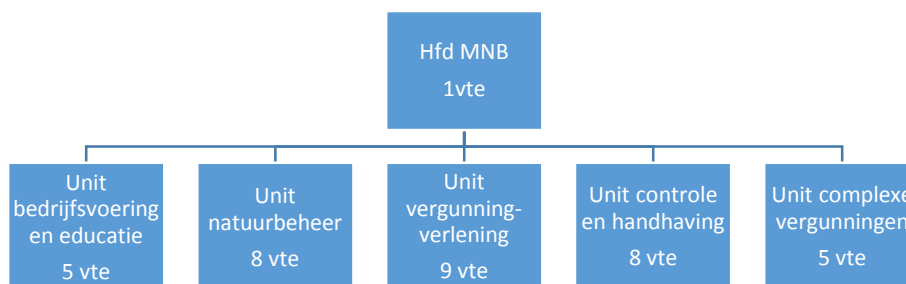 Hfd MNB
1vte
Unit
bedrijfsvoering
en educatie
5 vte
Unit
natuurbeheer
8 vte
Unit
vergunning-
verlening
9 vte
Unit controle
en handhaving
8 vte
Unit complexe
vergunningen
5 vte